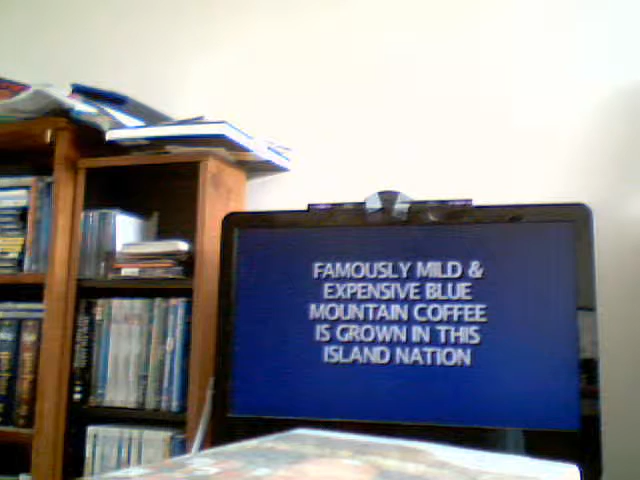 FAMOUSLY MILD &
EXPENSIVE BLUE
MOUNTAIN COFFEE
IS GROWN IN THIS
ISLAND NATION